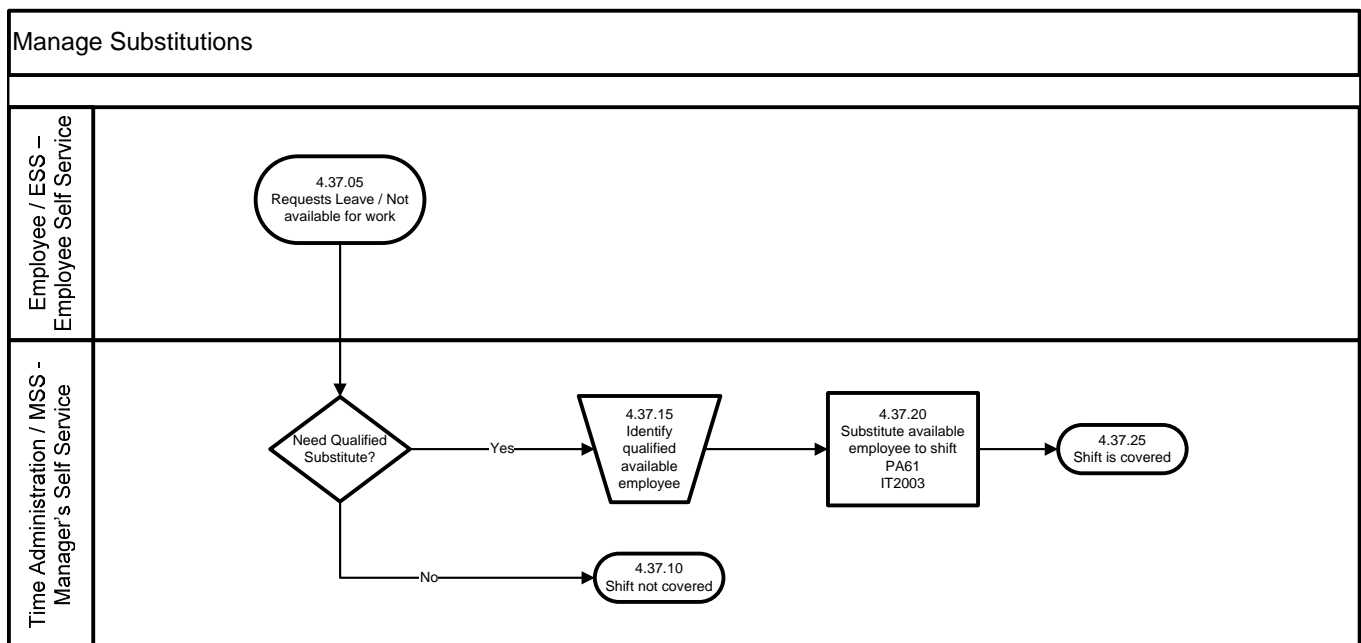 Manage Substitutions
Employee / ESS –
Employee Self Service
4.37.05
Requests Leave / Not
available for work
Time Administration / MSS -
Manager's Self Service
Need Qualified
Substitute?
Yes
4.37.15
Identify
qualified
available
employee
4.37.20
Substitute available
employee to shift
PA61
IT2003
4.37.25
Shift is covered
No
4.37.10
Shift not covered